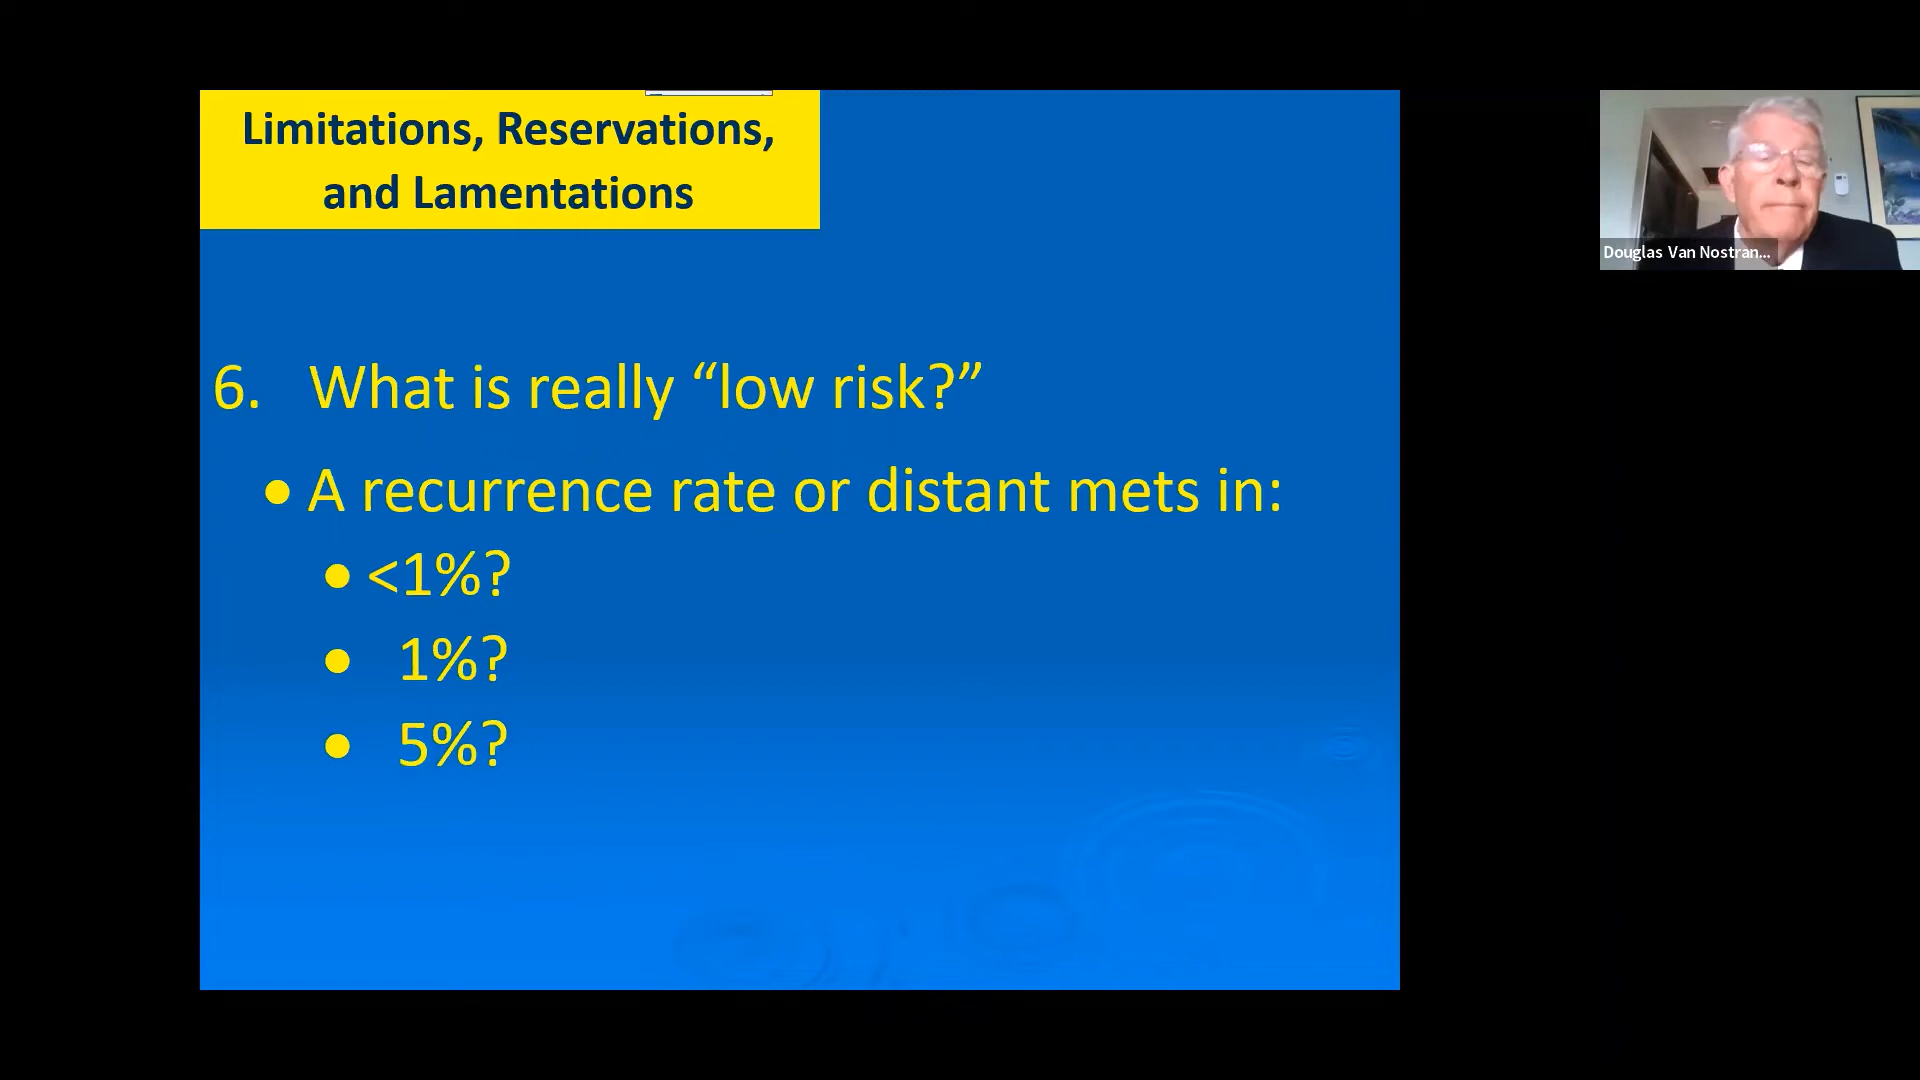 Limitations, Reservations,
and Lamentations
6. What is really “low risk?”
• A recurrence rate or distant mets in:
• <1%?
• 1%?
• 5%?
Douglas Van Nostran...